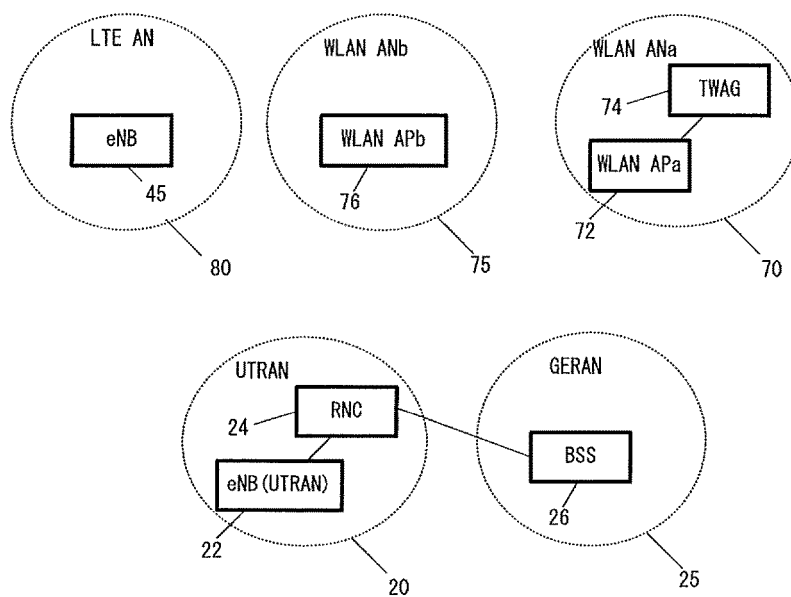 LTE AN
eNB
45
80
WLAN ANb
WLAN APb
76
75
WLAN ANa
TWAG
74
WLAN APa
72
70
UTRAN
RNC
24
eNB(UTRAN)
22
20
GERAN
BSS
26
25